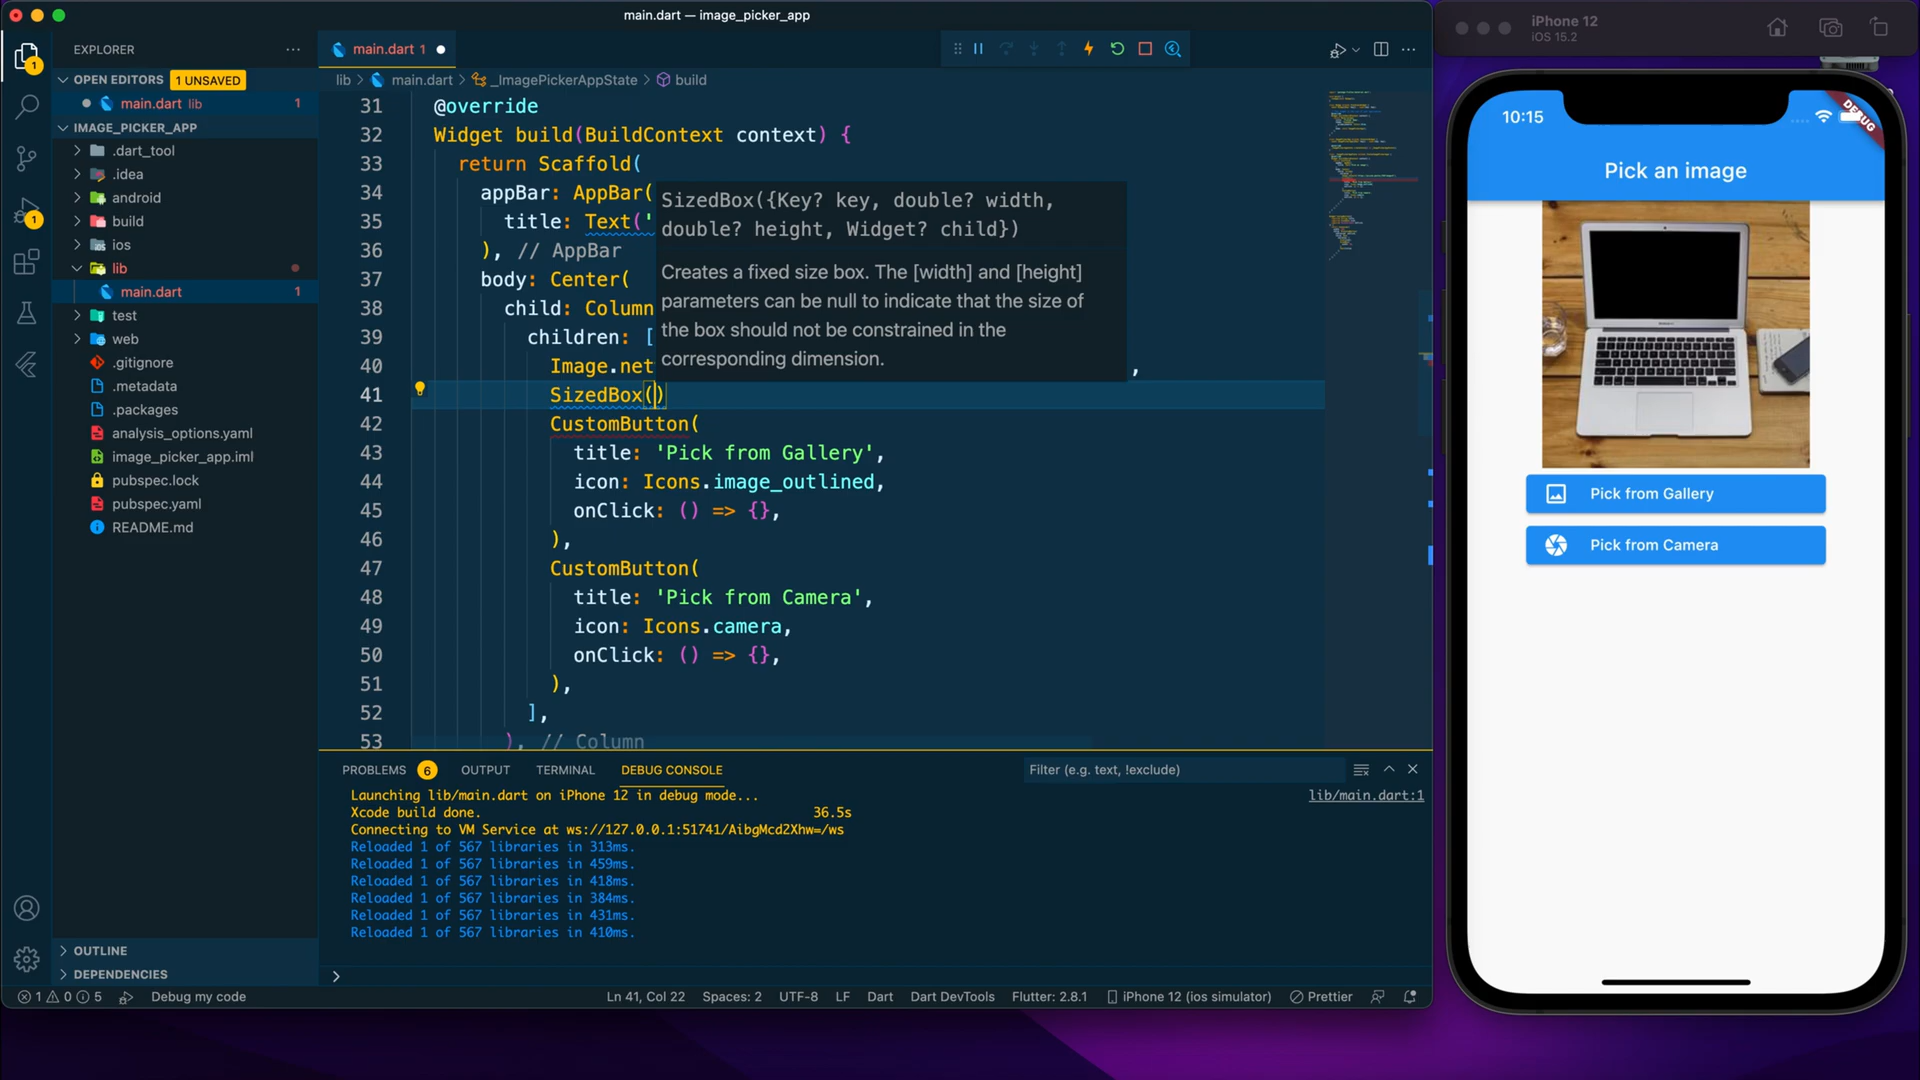 main.dart — image_picker_app
EXPLORER
OPEN EDITORS
1 UNSAVED
main.dart lib
1
IMAGE_PICKER_APP
.dart_tool
.idea
android
build
ios
lib
main.dart
1
test
web
.gitignore
.metadata
.packages
analysis_options.yaml
image_picker_app.iml
pubspec.lock
pubspec.yaml
README.md
OUTLINE
DEPENDENCIES
1
1
main.dart 1
lib > main.dart > _ImagePickerAppState > build
31 @override
32 Widget build(BuildContext context) {
33 return Scaffold(
34 appBar: AppBar(
35 title: Text('
36 ), // AppBar
37 body: Center(
38 child: Column
39 children: [
40 Image.net ,
41 SizedBox()
42 CustomButton(
43 title: 'Pick from Gallery',
44 icon: Icons.image_outlined,
45 onClick: () => {},
46 ),
47 CustomButton(
48 title: 'Pick from Camera',
49 icon: Icons.camera,
50 onClick: () => {},
51 ),
52 ],
53 ), // Column
SizedBox({Key? key, double? width,
double? height, Widget? child})
Creates a fixed size box. The [width] and [height]
parameters can be null to indicate that the size of
the box should not be constrained in the
corresponding dimension.
PROBLEMS 6 OUTPUT TERMINAL DEBUG CONSOLE
Filter (e.g. text, !exclude)
Launching lib/main.dart on iPhone 12 in debug mode...
lib/main.dart:1
Xcode build done. 36.5s
Connecting to VM Service at ws://127.0.0.1:51741/AibgMcd2Xhw=/ws
Reloaded 1 of 567 libraries in 313ms.
Reloaded 1 of 567 libraries in 459ms.
Reloaded 1 of 567 libraries in 418ms.
Reloaded 1 of 567 libraries in 384ms.
Reloaded 1 of 567 libraries in 431ms.
Reloaded 1 of 567 libraries in 410ms.
1 0 5 Debug my code Ln 41, Col 22 Spaces: 2 UTF-8 LF Dart Dart DevTools Flutter: 2.8.1 iPhone 12 (ios simulator) Prettier
iPhone 12
iOS 15.2
10:15
DEBUG
Pick an image
Pick from Gallery
Pick from Camera